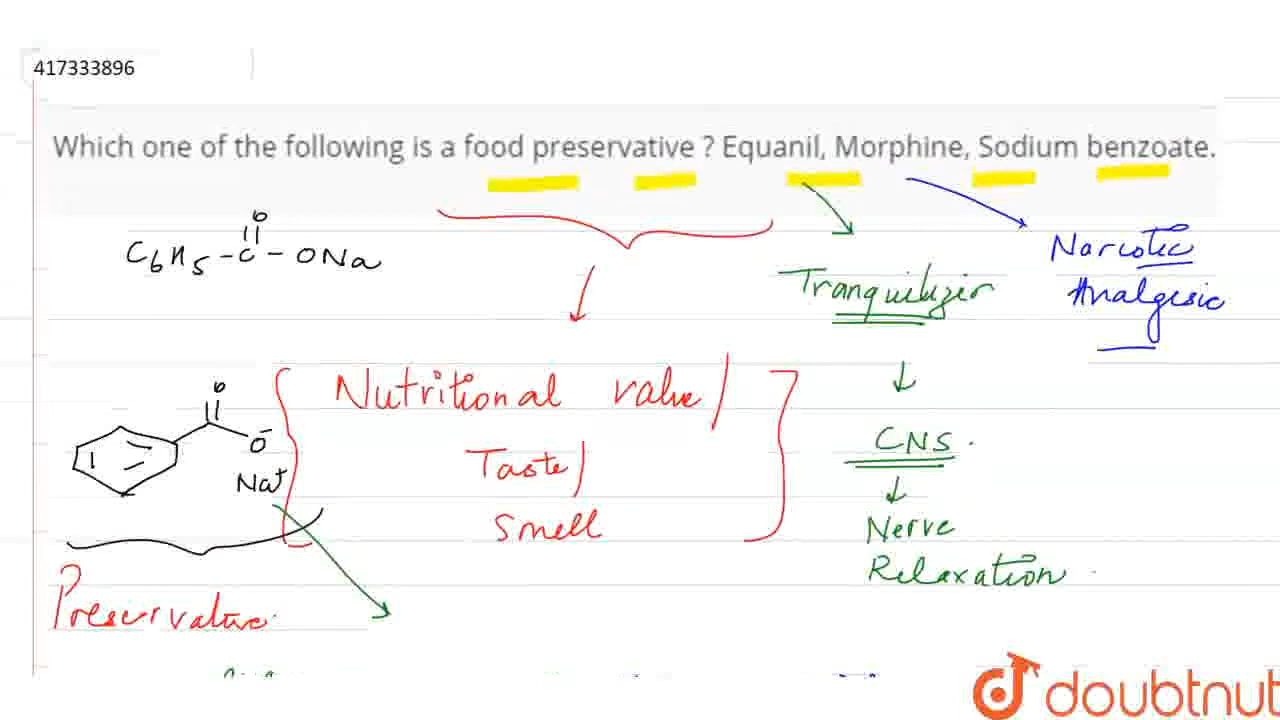 417333896
Which one of the following is a food preservative ? Equanil, Morphine, Sodium benzoate.
C6H5-C-ONa
O
Narcotic
Analgesic
Tranquilizer
Nutritional value/
Taste/
Smell
CNS.
Nerve
Relaxation
O
O-
Na+
Preservative.
doubtnut